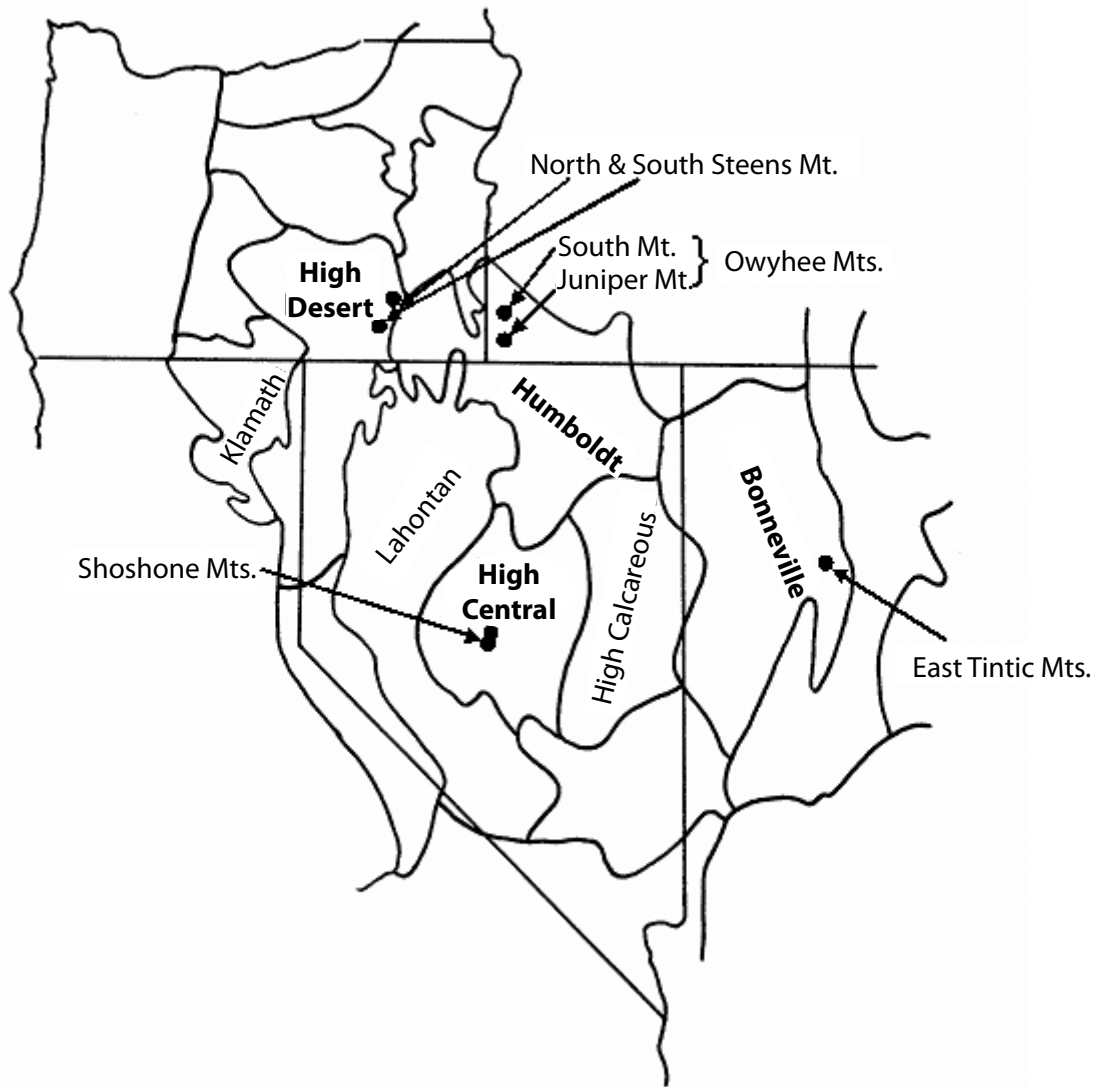 North & South Steens Mt.
South Mt.
Juniper Mt.
} Owyhee Mts.
High
Desert
Klamath
Humboldt
Lahontan
Bonneville
High Calcareous
Shoshone Mts.
High
Central
East Tintic Mts.